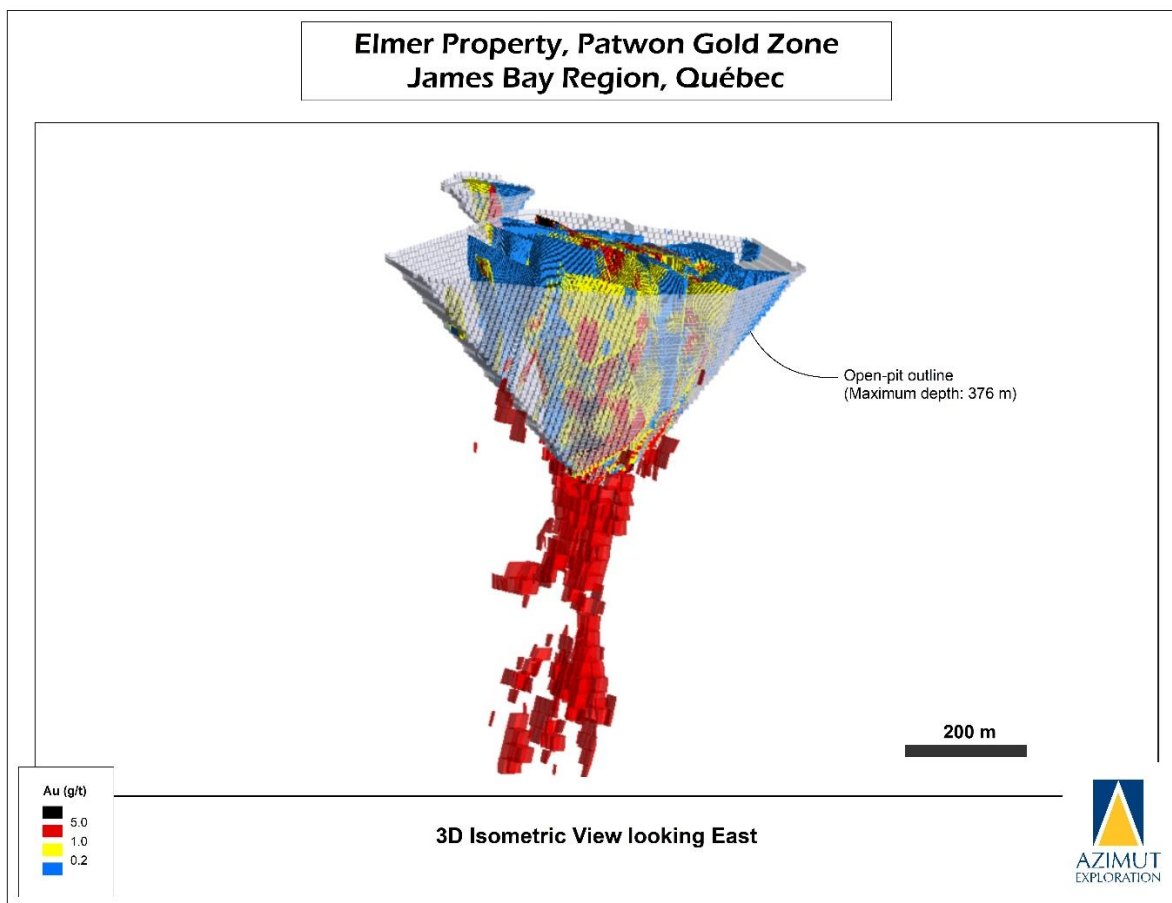 Elmer Property, Patwon Gold Zone
James Bay Region, Québec
Open-pit outline
(Maximum depth: 376 m)
200 m
Au (g/t)
5.0
1.0
0.2
3D Isometric View looking East
AZIMUT
EXPLORATION